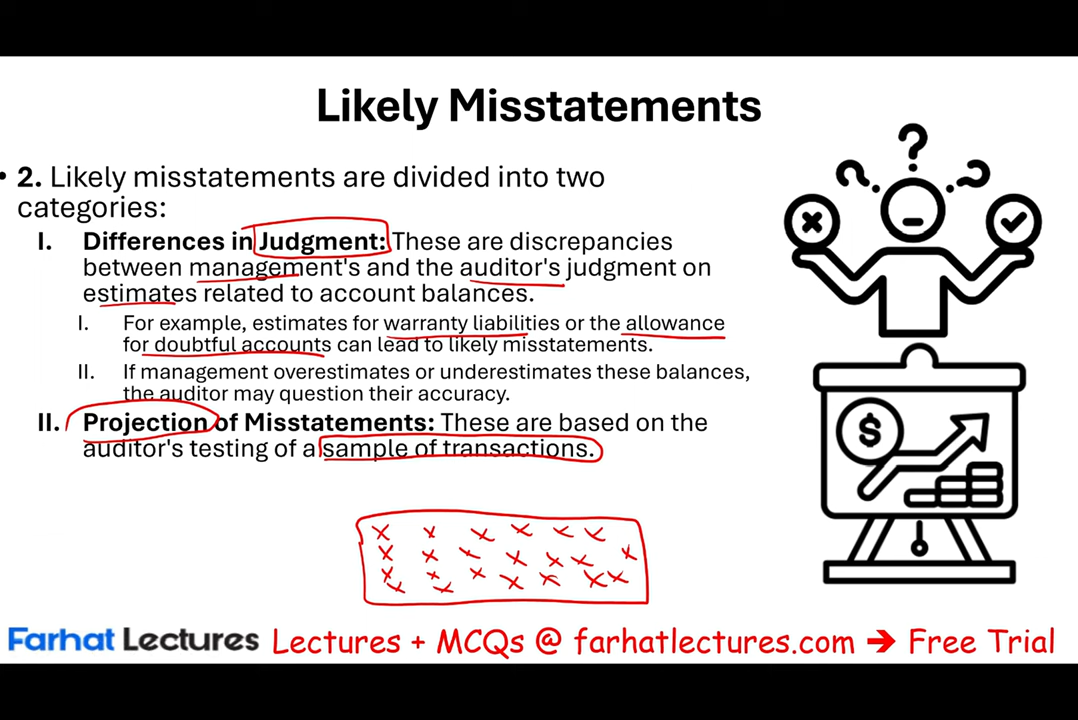 Likely Misstatements
• 2. Likely misstatements are divided into two
categories:
I. Differences in Judgment: These are discrepancies
between management's and the auditor's judgment on
estimates related to account balances.
I. For example, estimates for warranty liabilities or the allowance
for doubtful accounts can lead to likely misstatements.
II. If management overestimates or underestimates these balances,
the auditor may question their accuracy.
II. Projection of Misstatements: These are based on the
auditor's testing of a sample of transactions.
Farhat Lectures Lectures + MCQs @ farhatlectures.com → Free Trial